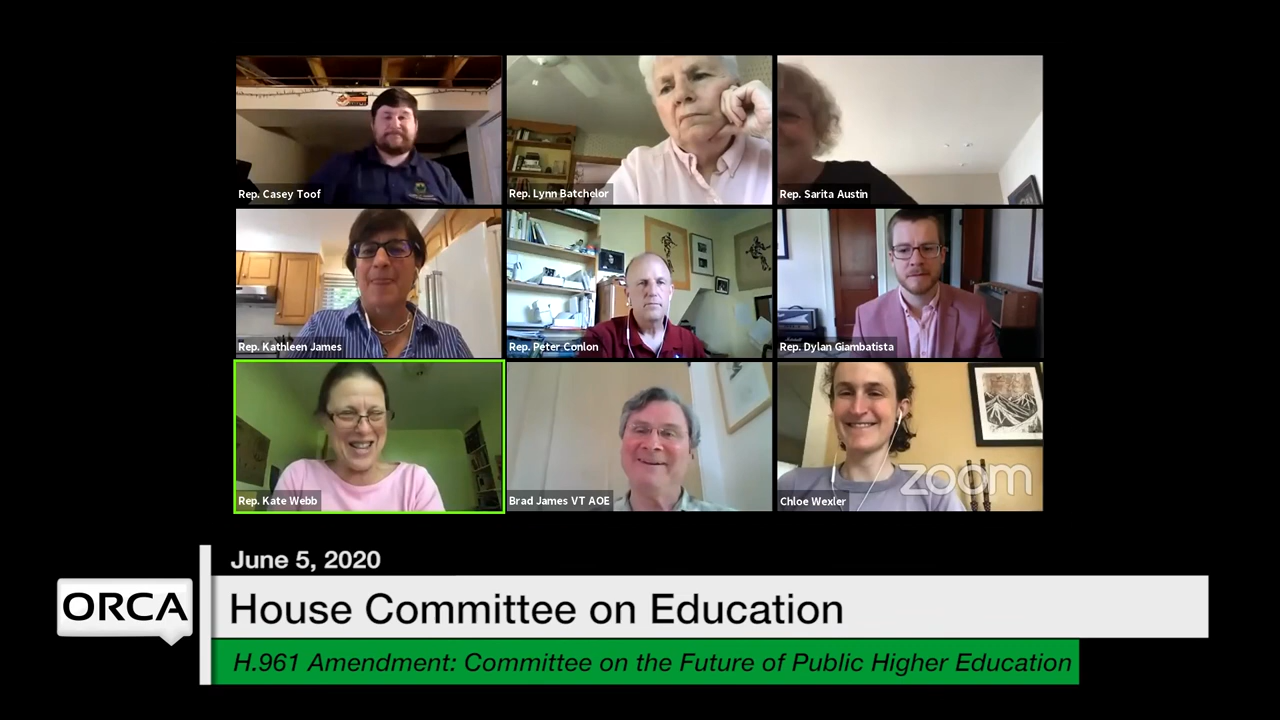 Rep. Casey Toof
Rep. Lynn Batchelor
Rep. Sarita Austin
Rep. Kathleen James
Rep. Peter Conlon
Rep. Dylan Giambatista
Rep. Kate Webb
Brad James VT AOE
Chloe Wexler
zoom
June 5, 2020
ORCA
House Committee on Education
H.961 Amendment: Committee on the Future of Public Higher Education